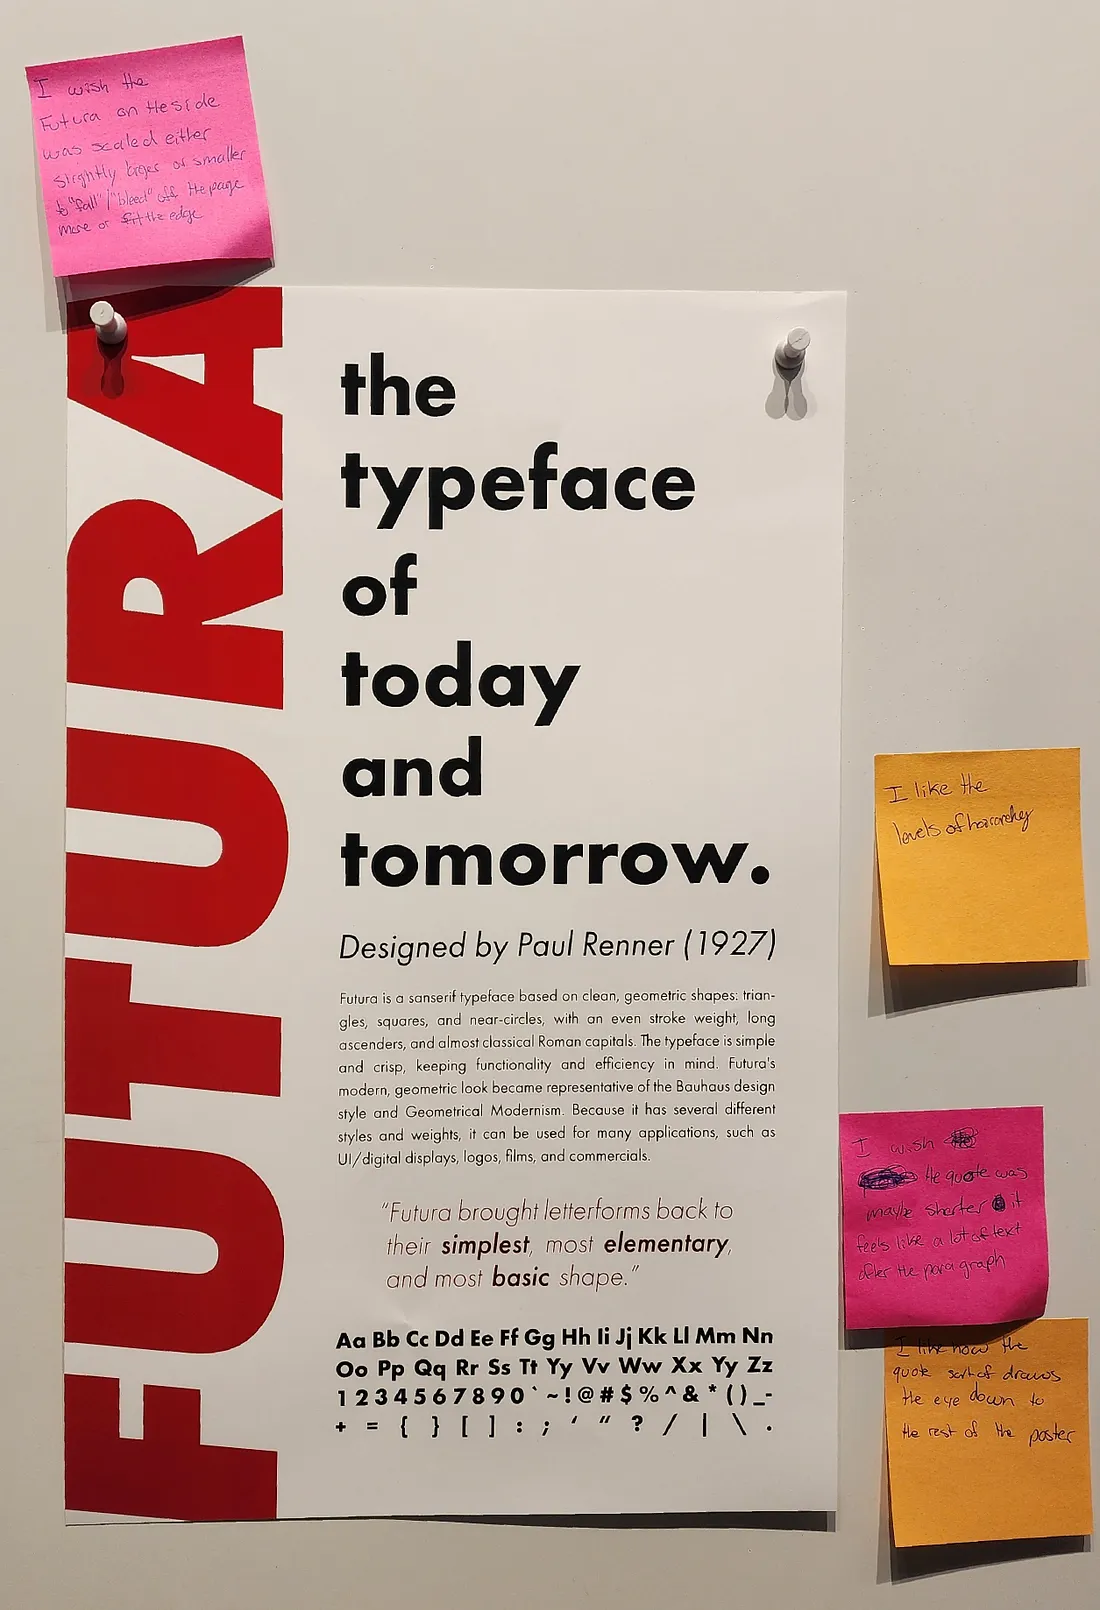 I wish the
Futura on the side
was scaled either
slightly larger or smaller
to "fall"/"bleed" off the page
more or fit the edge
FUTURA
the
typeface
of
today
and
tomorrow.
Designed by Paul Renner (1927)
Futura is a sanserif typeface based on clean, geometric shapes: trian-
gles, squares, and near-circles, with an even stroke weight, long
ascenders, and almost classical Roman capitals. The typeface is simple
and crisp, keeping functionality and efficiency in mind. Futura's
modern, geometric look became representative of the Bauhaus design
style and Geometrical Modernism. Because it has several different
styles and weights, it can be used for many applications, such as
UI/digital displays, logos, films, and commercials.
"Futura brought letterforms back to
their simplest, most elementary,
and most basic shape."
Aa Bb Cc Dd Ee Ff Gg Hh Ii Jj Kk Ll Mm Nn
Oo Pp Qq Rr Ss Tt Yy Vv Ww Xx Yy Zz
1 2 3 4 5 6 7 8 9 0 ` ~ ! @ # $ % ^ & * ( ) _ -
+ = { } [ ] : ; ‘ “ ? / | \ .
I like the
levels of
I wish
the quote was
maybe shorter it
feels like a lot of text
after the paragraph
I like how the
quote sort of draws
the eye down to
the rest of the poster